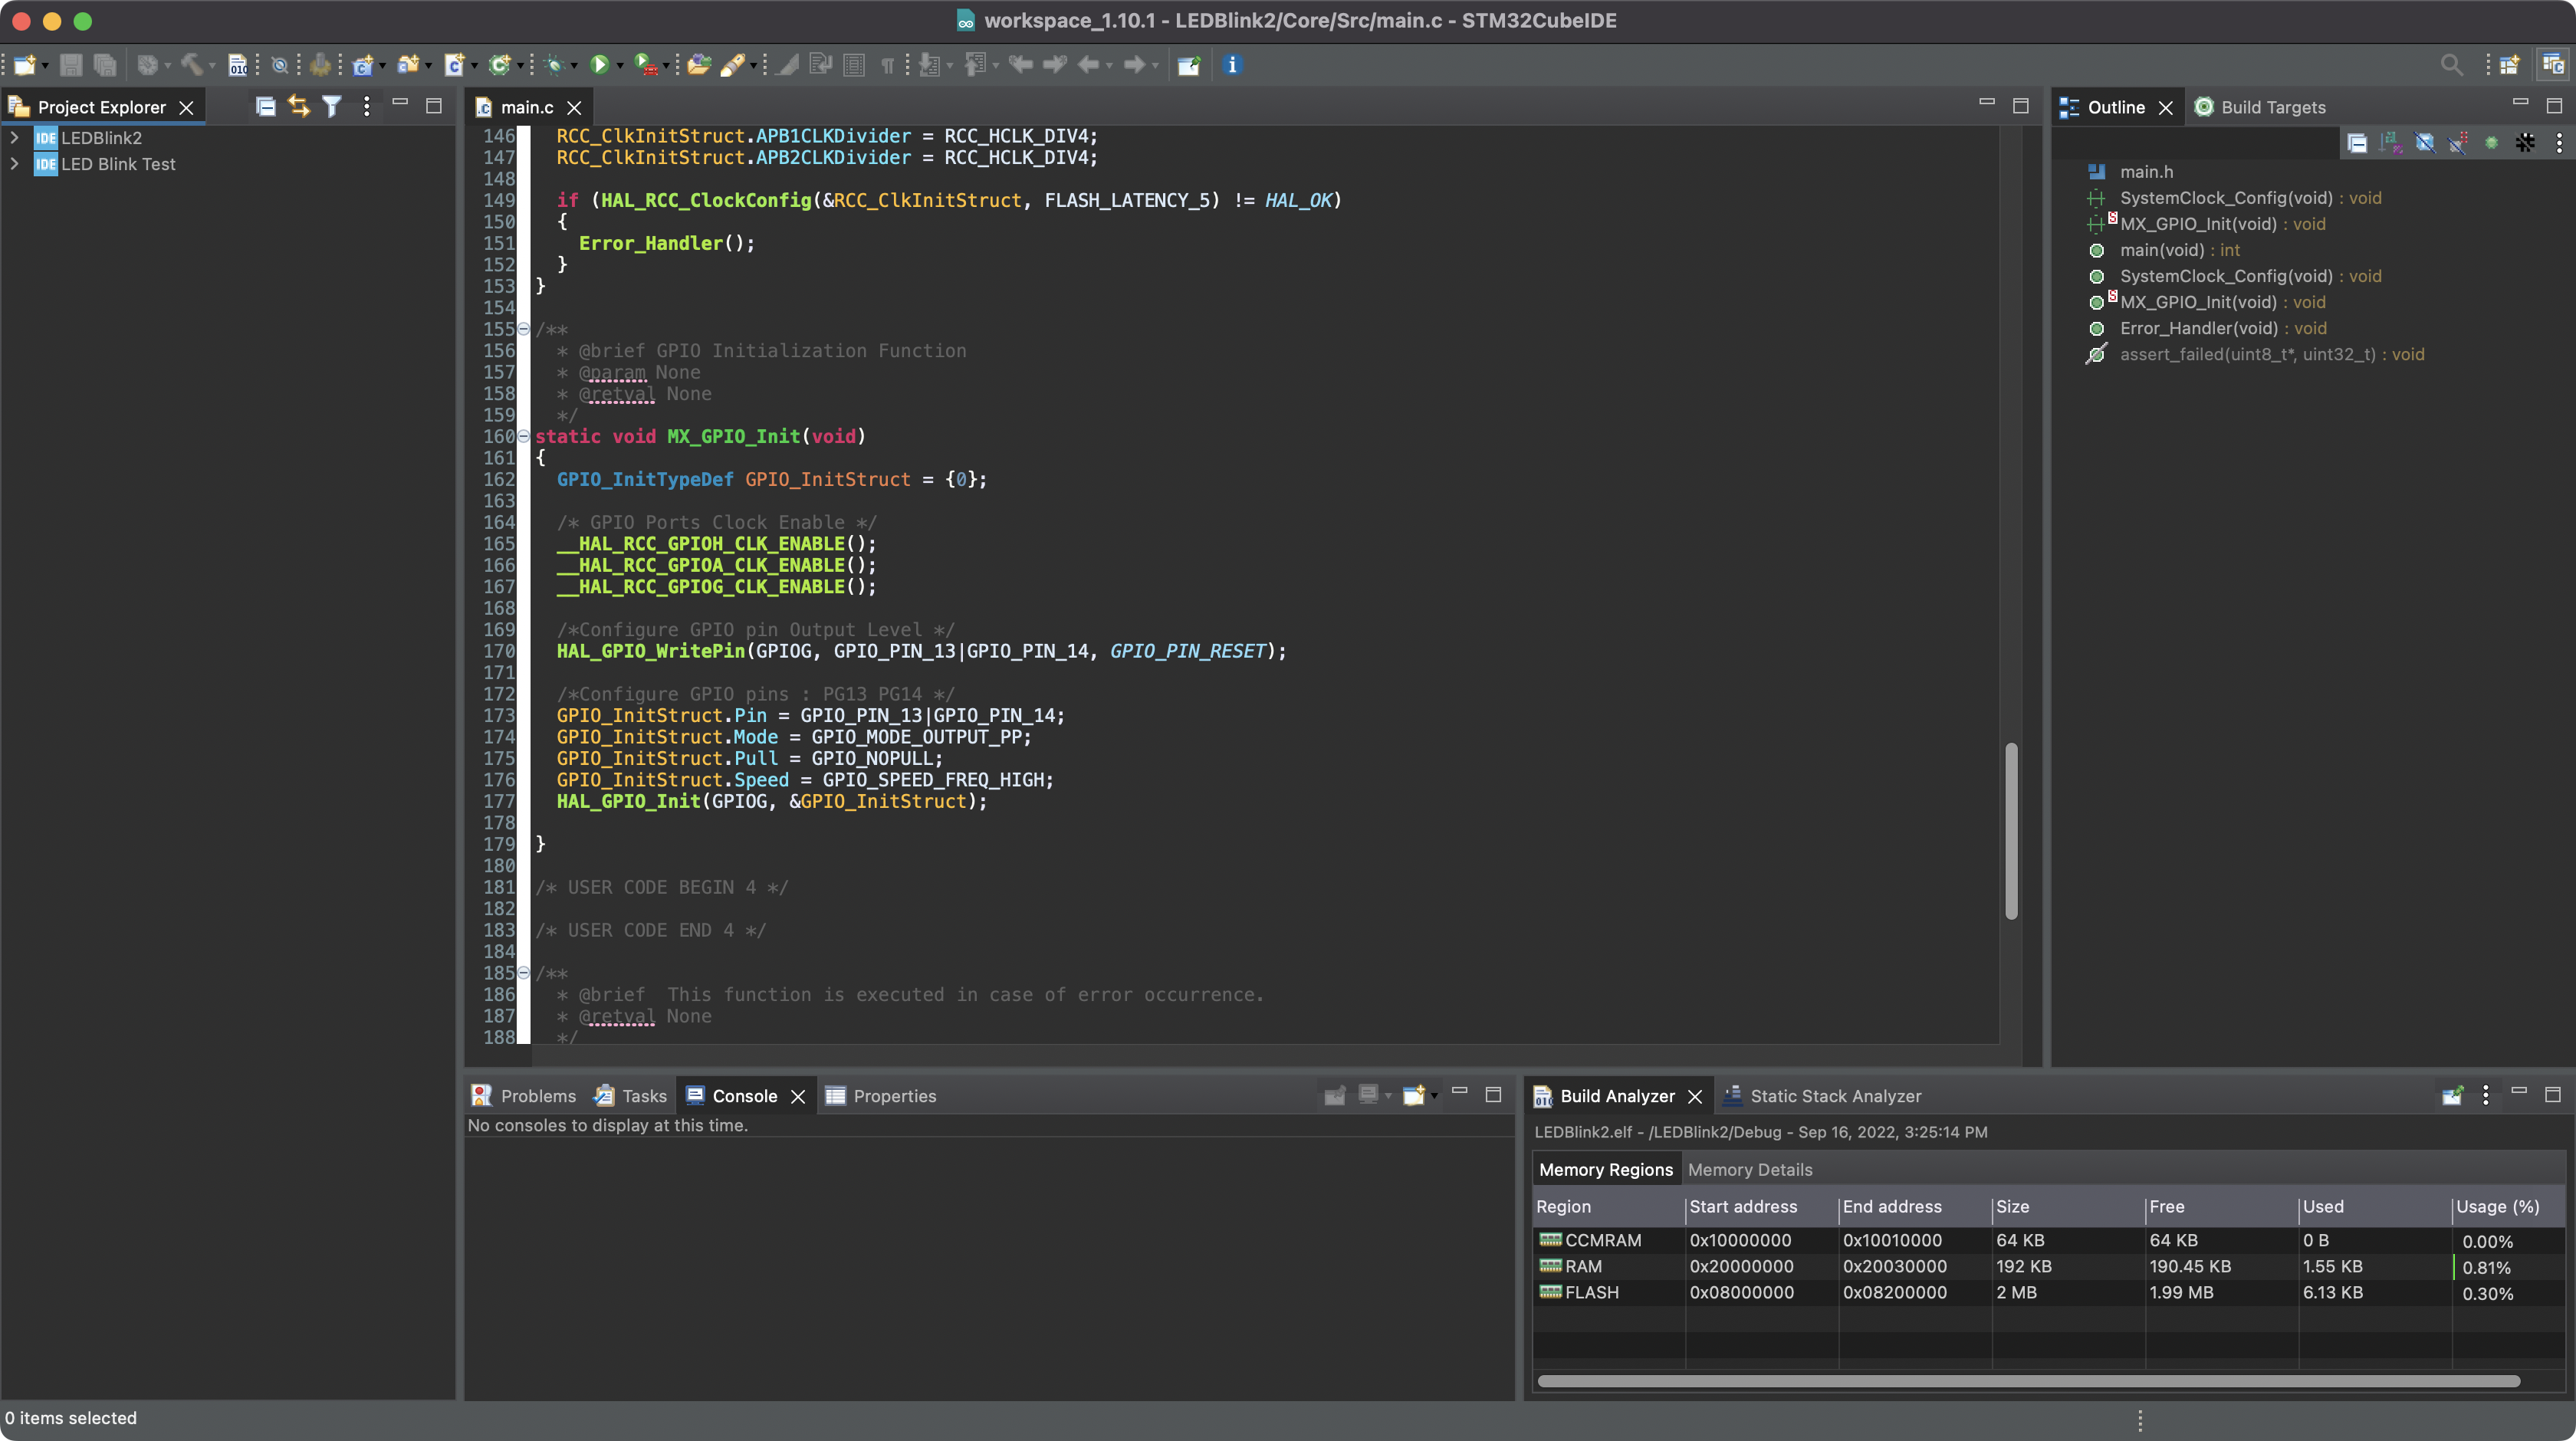 workspace_1.10.1 - LEDBlink2/Core/Src/main.c - STM32CubeIDE
Project Explorer
IDE LEDBlink2
IDE LED Blink Test
main.c
146   RCC_ClkInitStruct.APB1CLKDivider = RCC_HCLK_DIV4;
147   RCC_ClkInitStruct.APB2CLKDivider = RCC_HCLK_DIV4;
148
149   if (HAL_RCC_ClockConfig(&RCC_ClkInitStruct, FLASH_LATENCY_5) != HAL_OK)
150   {
151     Error_Handler();
152   }
153 }
154
155 /**
156   * @brief GPIO Initialization Function
157   * @param None
158   * @retval None
159   */
160 static void MX_GPIO_Init(void)
161 {
162   GPIO_InitTypeDef GPIO_InitStruct = {0};
163
164   /* GPIO Ports Clock Enable */
165   __HAL_RCC_GPIOH_CLK_ENABLE();
166   __HAL_RCC_GPIOA_CLK_ENABLE();
167   __HAL_RCC_GPIOG_CLK_ENABLE();
168
169   /*Configure GPIO pin Output Level */
170   HAL_GPIO_WritePin(GPIOG, GPIO_PIN_13|GPIO_PIN_14, GPIO_PIN_RESET);
171
172   /*Configure GPIO pins : PG13 PG14 */
173   GPIO_InitStruct.Pin = GPIO_PIN_13|GPIO_PIN_14;
174   GPIO_InitStruct.Mode = GPIO_MODE_OUTPUT_PP;
175   GPIO_InitStruct.Pull = GPIO_NOPULL;
176   GPIO_InitStruct.Speed = GPIO_SPEED_FREQ_HIGH;
177   HAL_GPIO_Init(GPIOG, &GPIO_InitStruct);
178
179 }
180
181 /* USER CODE BEGIN 4 */
182
183 /* USER CODE END 4 */
184
185 /**
186   * @brief  This function is executed in case of error occurrence.
187   * @retval None
188   */
Outline
Build Targets
main.h
SystemClock_Config(void) : void
MX_GPIO_Init(void) : void
main(void) : int
SystemClock_Config(void) : void
MX_GPIO_Init(void) : void
Error_Handler(void) : void
assert_failed(uint8_t*, uint32_t) : void
Problems Tasks Console Properties
No consoles to display at this time.
Build Analyzer Static Stack Analyzer
LEDBlink2.elf - /LEDBlink2/Debug - Sep 16, 2022, 3:25:14 PM
Memory Regions Memory Details
Region Start address End address Size Free Used Usage (%)
CCMRAM 0x10000000 0x10010000 64 KB 64 KB 0 B 0.00%
RAM 0x20000000 0x20030000 192 KB 190.45 KB 1.55 KB 0.81%
FLASH 0x08000000 0x08200000 2 MB 1.99 MB 6.13 KB 0.30%
0 items selected